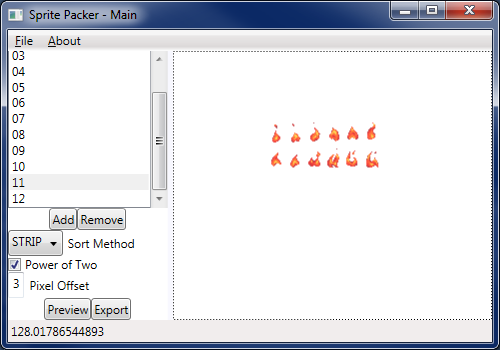 Sprite Packer - Main
File About
03
04
05
06
07
08
09
10
11
12
Add Remove
STRIP Sort Method
Power of Two
3 Pixel Offset
Preview Export
128.01786544893